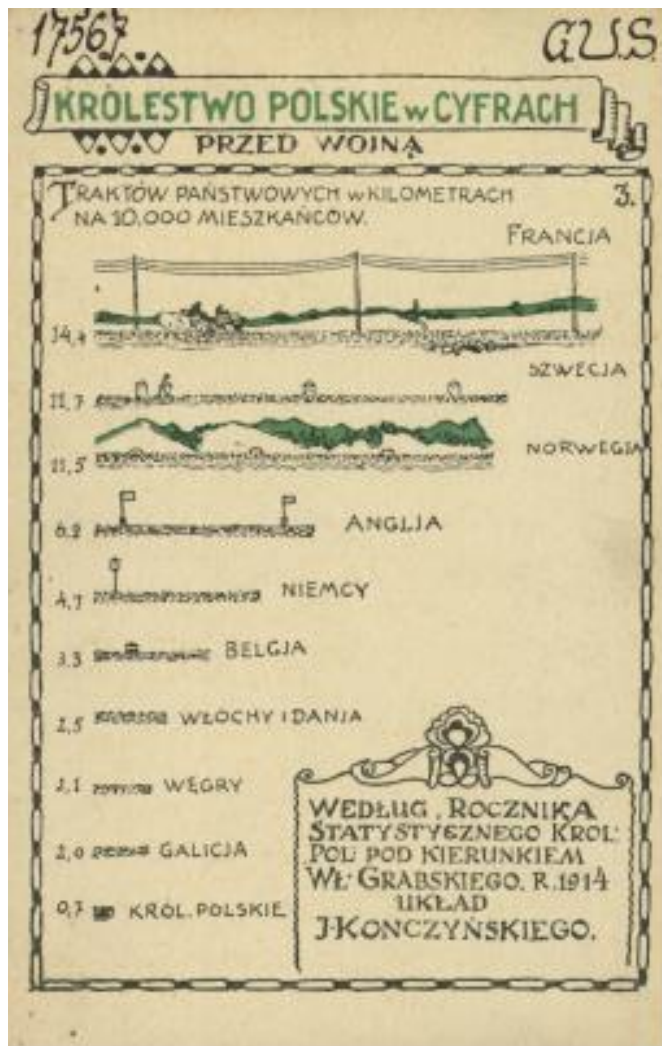 17567
G.U.S.
KRÓLESTWO POLSKIE w CYFRACH
PRZED WOJNĄ
TRAKTÓW PAŃSTWOWYCH w KILOMETRACH
NA 10.000 MIESZKAŃCÓW.
3.
FRANCJA
14,4
SZWECJA
11,7
NORWEGIA
11,5
6.2 ANGLJA
4,7 NIEMCY
3.3 BELGJA
2,5 WŁOCHY I DANJA
2,1 WĘGRY
2,0 GALICJA
0,7 KRÓL. POLSKIE
WEDŁUG „ROCZNIKA
STATYSTYCZNEGO KROL:
POL: POD KIERUNKIEM
WŁ. GRABSKIEGO. R.1914
UKŁAD
J. KONCZYŃSKIEGO.